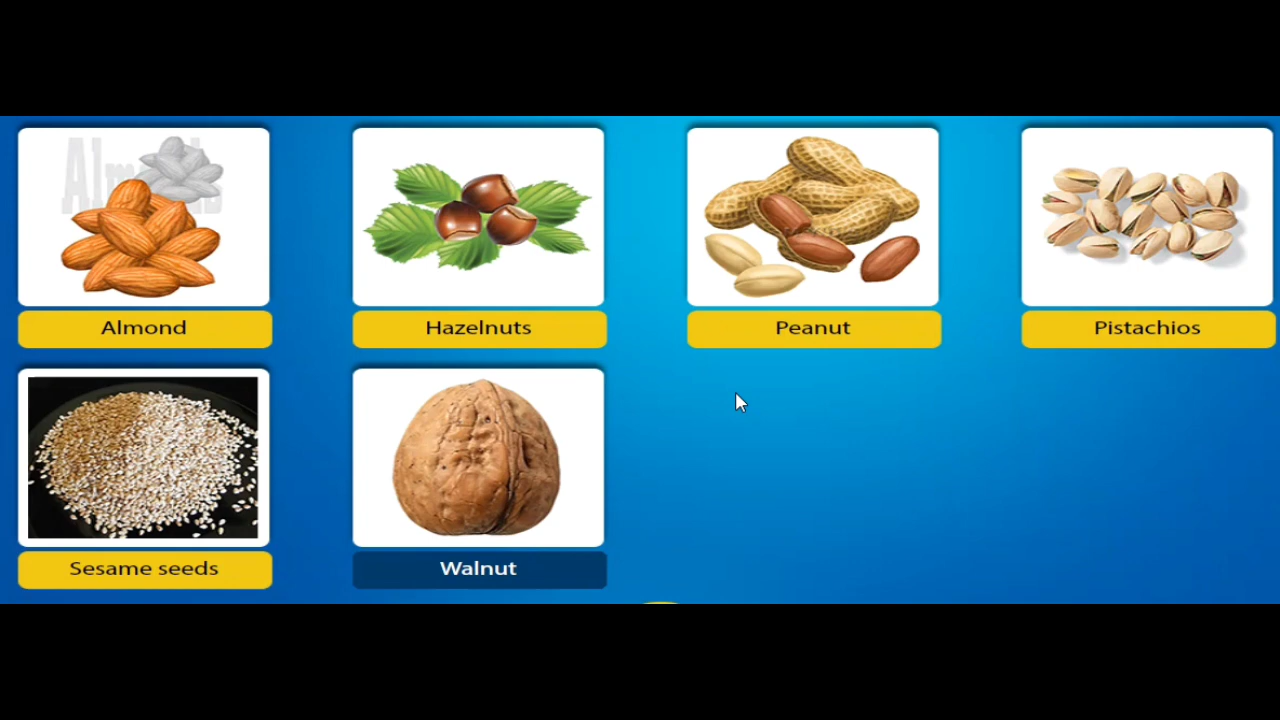 Almond
Hazelnuts
Peanut
Pistachios
Sesame seeds
Walnut